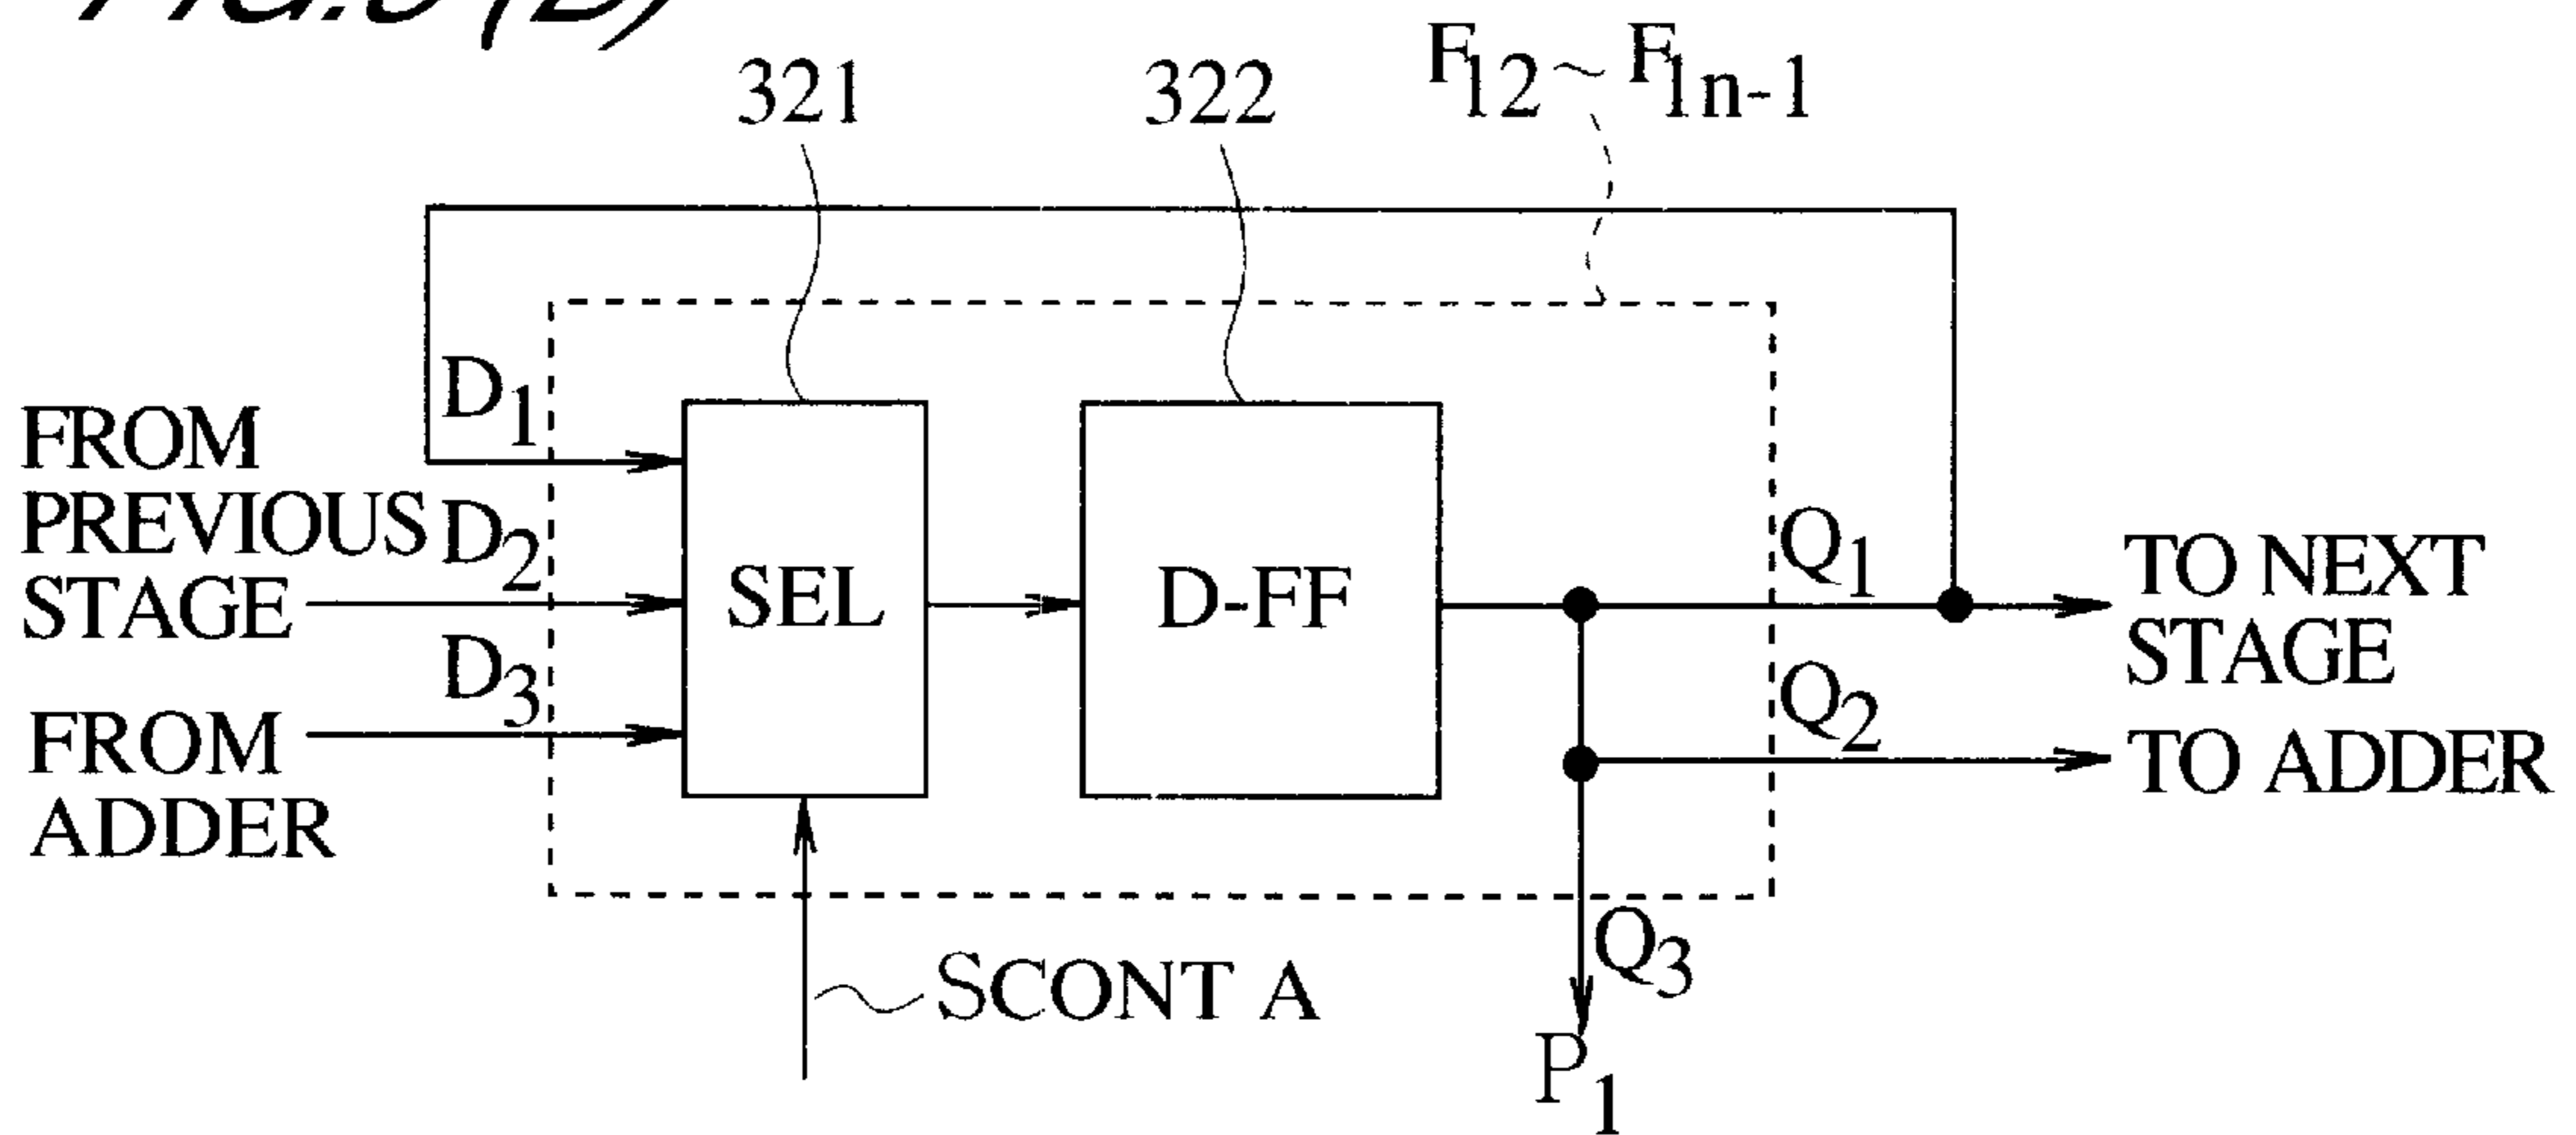 321
322
F12 ~ F1n-1
D1
FROM
PREVIOUS
STAGE
D2
D3
FROM
ADDER
SEL
D-FF
Q1
TO NEXT
STAGE
Q2
TO ADDER
Q3
P1
SCONT A